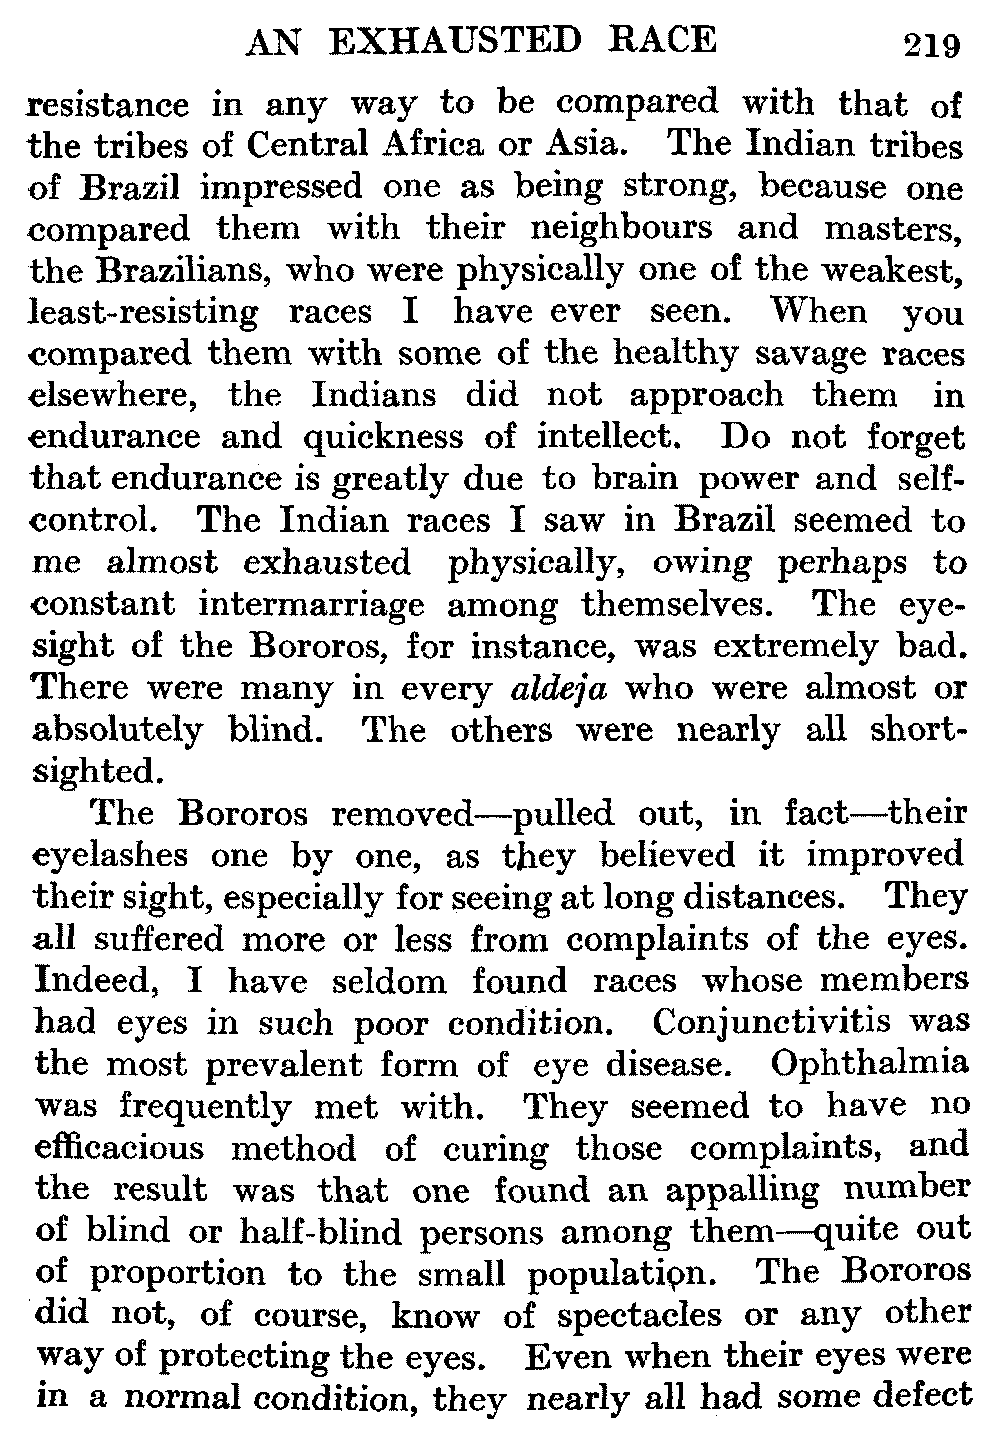 AN EXHAUSTED RACE 219
resistance in any way to be compared with that of
the tribes of Central Africa or Asia. The Indian tribes
of Brazil impressed one as being strong, because one
compared them with their neighbours and masters,
the Brazilians, who were physically one of the weakest,
least-resisting races I have ever seen. When you
compared them with some of the healthy savage races
elsewhere, the Indians did not approach them in
endurance and quickness of intellect. Do not forget
that endurance is greatly due to brain power and self-
control. The Indian races I saw in Brazil seemed to
me almost exhausted physically, owing perhaps to
constant intermarriage among themselves. The eye-
sight of the Bororos, for instance, was extremely bad.
There were many in every aldeja who were almost or
absolutely blind. The others were nearly all short-
sighted.
The Bororos removed—pulled out, in fact—their
eyelashes one by one, as they believed it improved
their sight, especially for seeing at long distances. They
all suffered more or less from complaints of the eyes.
Indeed, I have seldom found races whose members
had eyes in such poor condition. Conjunctivitis was
the most prevalent form of eye disease. Ophthalmia
was frequently met with. They seemed to have no
efficacious method of curing those complaints, and
the result was that one found an appalling number
of blind or half-blind persons among them—quite out
of proportion to the small population. The Bororos
did not, of course, know of spectacles or any other
way of protecting the eyes. Even when their eyes were
in a normal condition, they nearly all had some defect